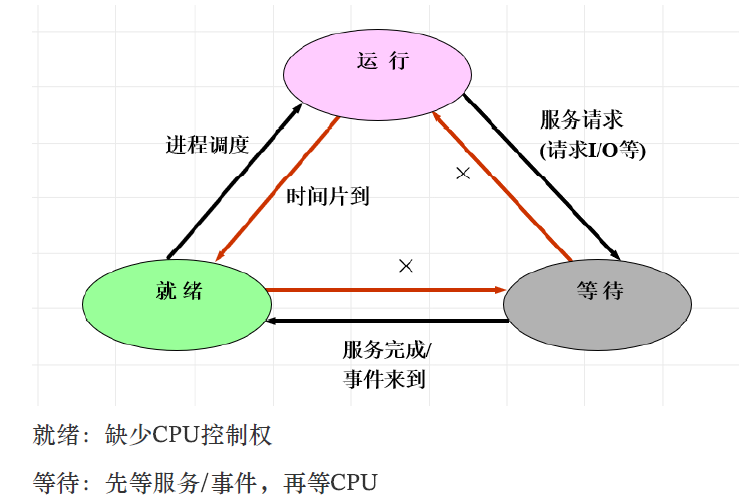 运 行
进程调度
服务请求
(请求I/O等)
×
时间片到
×
就 绪
等 待
服务完成/
事件来到
就绪：缺少CPU控制权
等待：先等服务/事件，再等CPU